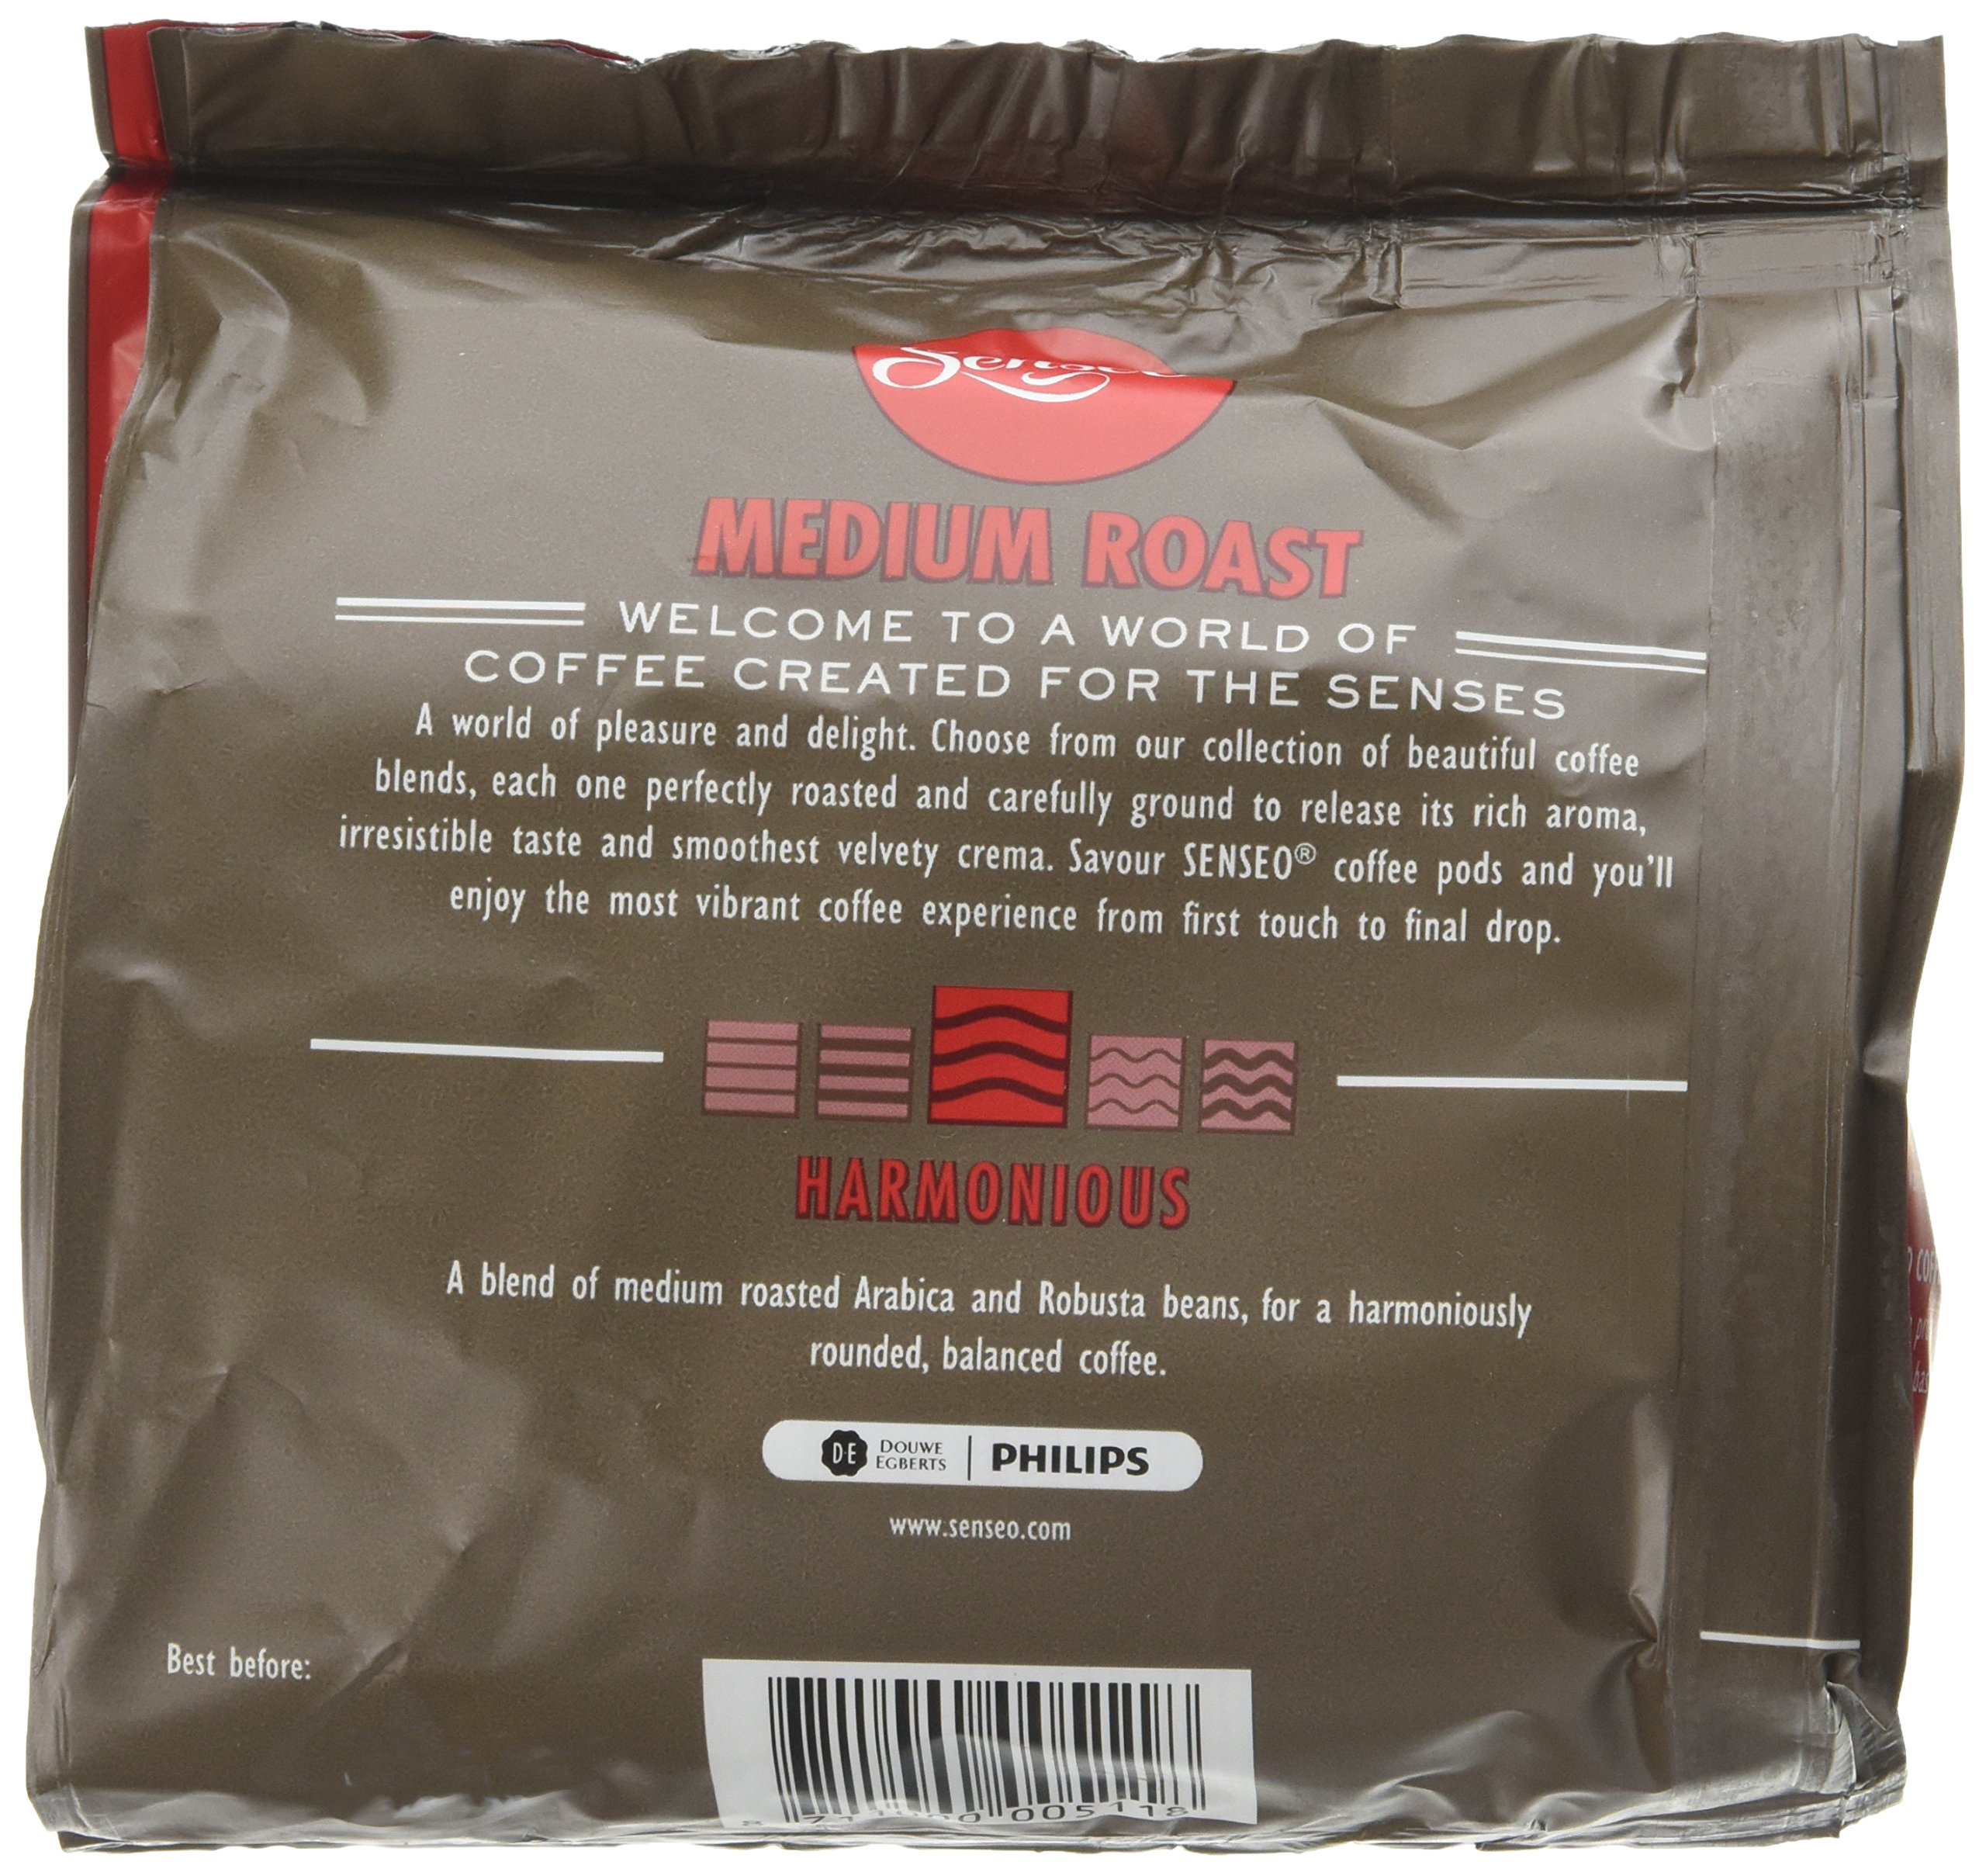 Senseo
MEDIUM ROAST
WELCOME TO A WORLD OF
COFFEE CREATED FOR THE SENSES
A world of pleasure and delight. Choose from our collection of beautiful coffee
blends, each one perfectly roasted and carefully ground to release its rich aroma,
irresistible taste and smoothest velvety crema. Savour SENSEO® coffee pods and you'll
enjoy the most vibrant coffee experience from first touch to final drop.
HARMONIOUS
A blend of medium roasted Arabica and Robusta beans, for a harmoniously
rounded, balanced coffee.
D·E DOUWE EGBERTS | PHILIPS
www.senseo.com
Best before:
005118